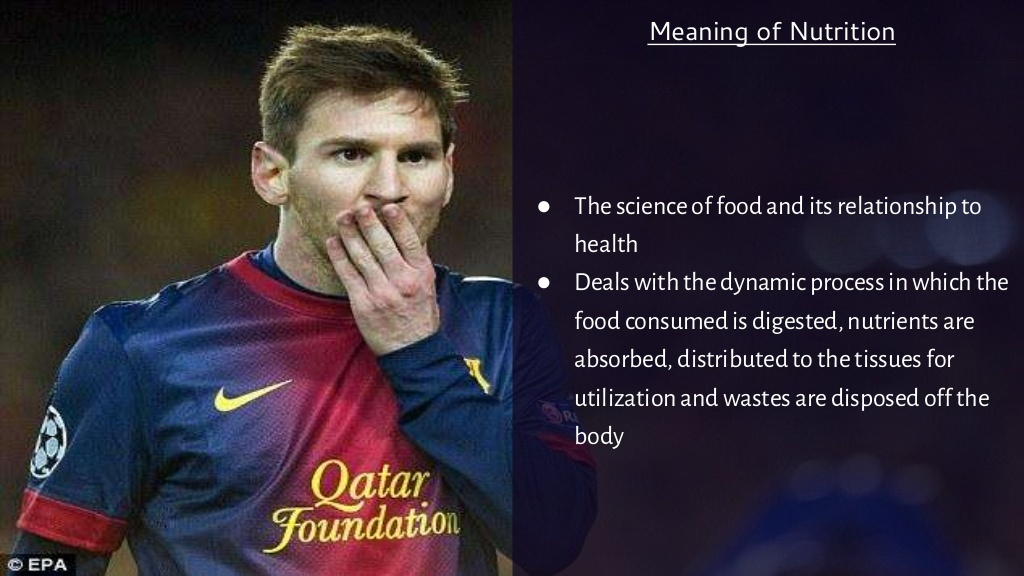 Meaning of Nutrition
● The science of food and its relationship to
health
● Deals with the dynamic process in which the
food consumed is digested, nutrients are
absorbed, distributed to the tissues for
utilization and wastes are disposed off the
body
Qatar
Foundation
© EPA